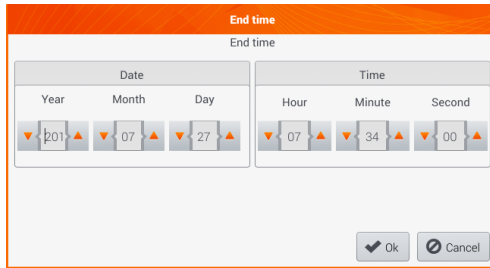 End time
End time
Date
Time
Year Month Day
Hour Minute Second
201 07 27
07 34 00
Ok Cancel